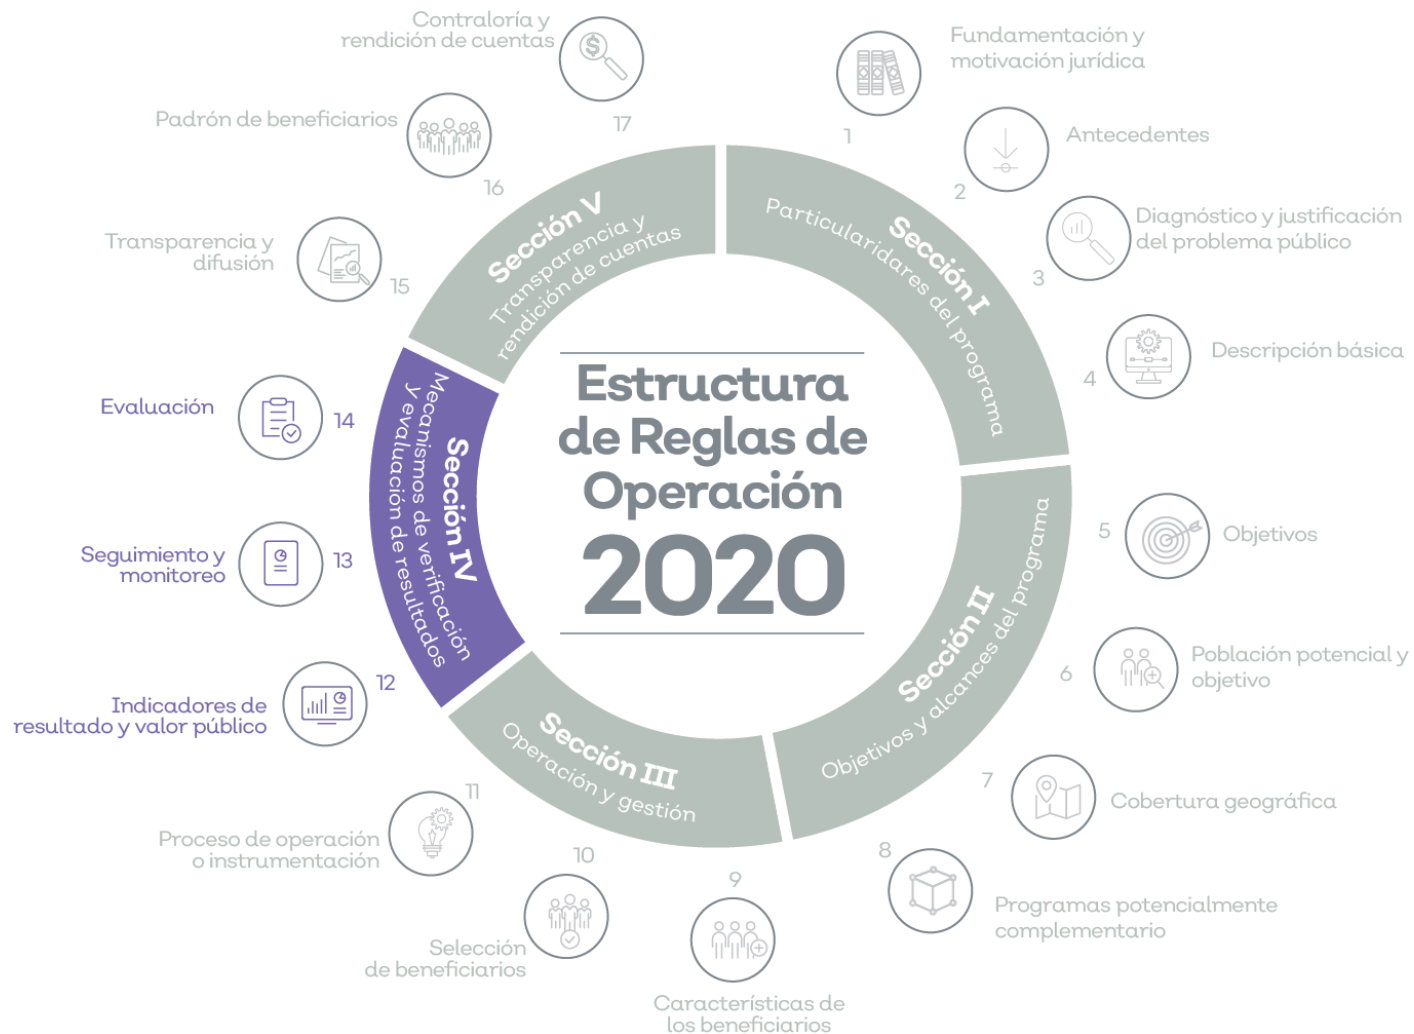 Estructura
de Reglas de
Operación
2020
Sección I
Particularidares del programa
1
Fundamentación y
motivación jurídica
2
Antecedentes
3
Diagnóstico y justificación
del problema público
4
Descripción básica
Sección II
Objetivos y alcances del programa
5
Objetivos
6
Población potencial y
objetivo
7
Cobertura geográfica
8
Programas potencialmente
complementario
Sección III
Operación y gestión
9
Características de
los beneficiarios
10
Selección
de beneficiarios
11
Proceso de operación
o instrumentación
Sección IV
Mecanismos de verificación
y evaluación de resultados
12
Indicadores de
resultado y valor público
13
Seguimiento y
monitoreo
14
Evaluación
Sección V
Transparencia y
rendición de cuentas
15
Transparencia y
difusión
16
Padrón de beneficiarios
17
Contraloría y
rendición de cuentas
$